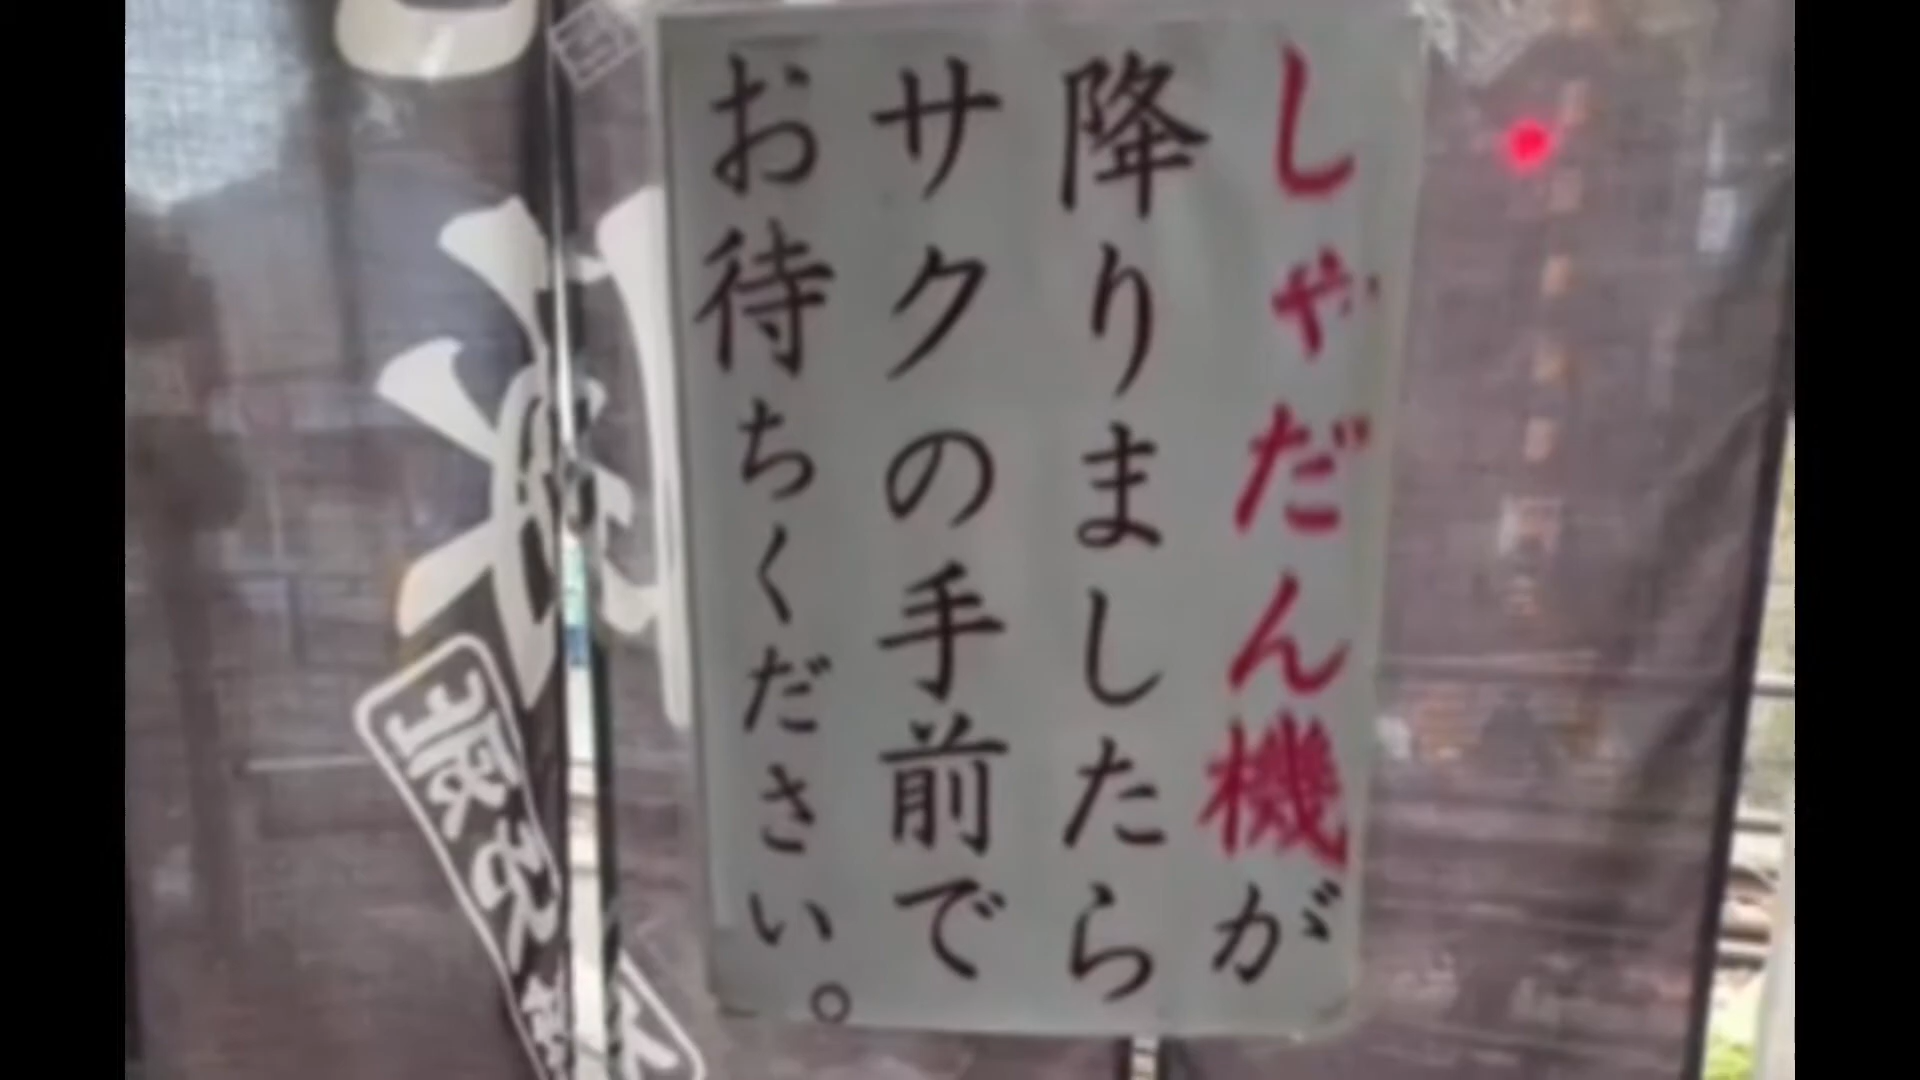 しゃだん機が
降りましたら
サクの手前で
お待ちください。